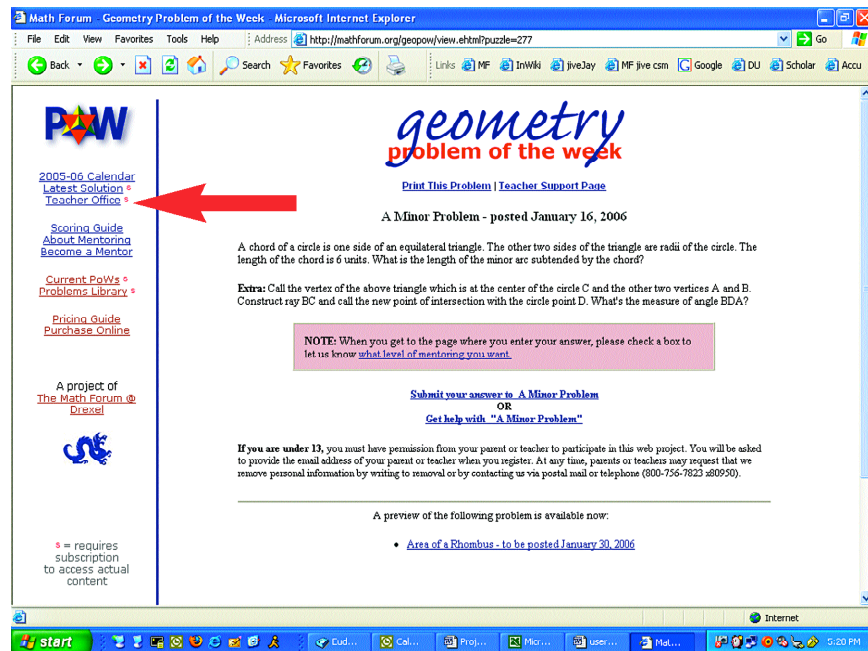 Math Forum - Geometry Problem of the Week - Microsoft Internet Explorer
File Edit View Favorites Tools Help Address http://mathforum.org/geopow/view.ehtml?puzzle=277 Go
Back Search Favorites Links MF InWiki jiveJay MF jive csm Google DU Scholar Accu
PoW
2005-06 Calendar
Latest Solution s
Teacher Office s
Scoring Guide
About Mentoring
Become a Mentor
Current PoWs s
Problems Library s
Pricing Guide
Purchase Online
A project of
The Math Forum @
Drexel
s = requires
subscription
to access actual
content
geometry
problem of the week
Print This Problem | Teacher Support Page
A Minor Problem - posted January 16, 2006
A chord of a circle is one side of an equilateral triangle. The other two sides of the triangle are radii of the circle. The
length of the chord is 6 units. What is the length of the minor arc subtended by the chord?
Extra: Call the vertex of the above triangle which is at the center of the circle C and the other two vertices A and B.
Construct ray BC and call the new point of intersection with the circle point D. What's the measure of angle BDA?
NOTE: When you get to the page where you enter your answer, please check a box to
let us know what level of mentoring you want.
Submit your answer to A Minor Problem
OR
Get help with "A Minor Problem"
If you are under 13, you must have permission from your parent or teacher to participate in this web project. You will be asked
to provide the email address of your parent or teacher when you register. At any time, parents or teachers may request that we
remove personal information by writing to removal or by contacting us via postal mail or telephone (800-756-7823 x80950).
A preview of the following problem is available now:
Area of a Rhombus - to be posted January 30, 2006
Internet
start Eud... Cal... Proj... Micr... user... Mat... 5:20 PM